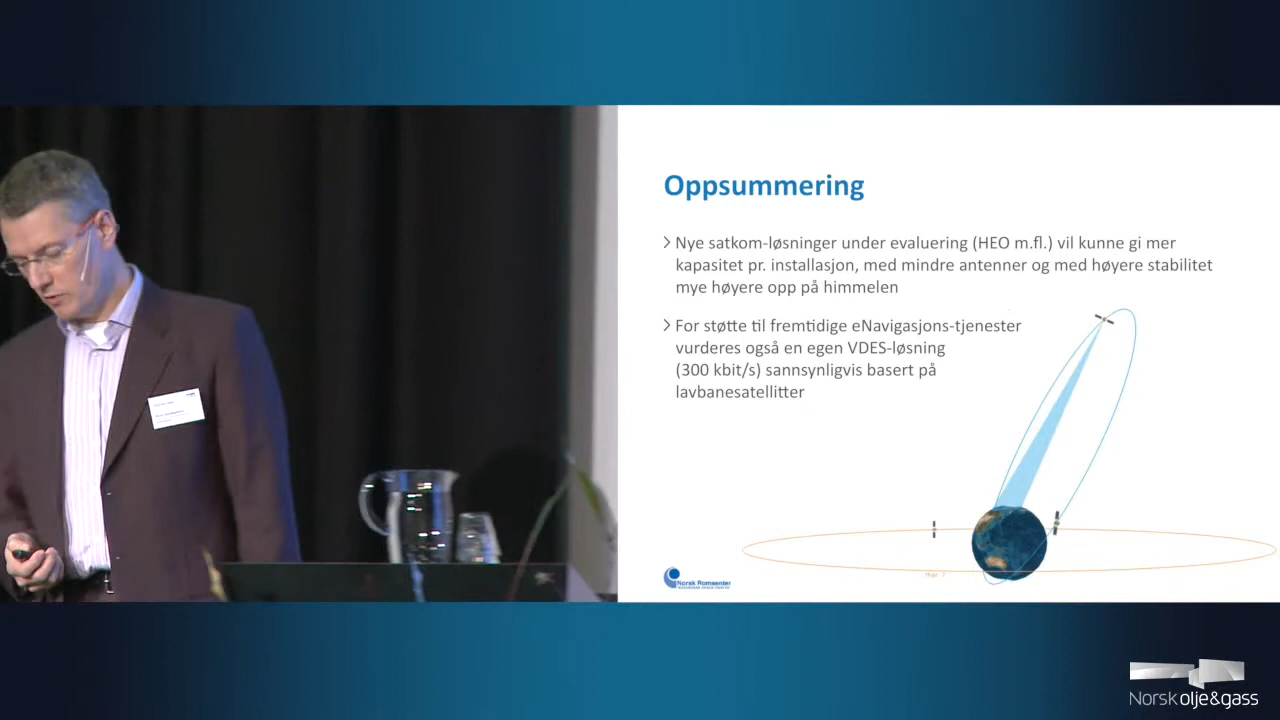 Oppsummering
Nye satkom-løsninger under evaluering (HEO m.fl.) vil kunne gi mer
kapasitet pr. installasjon, med mindre antenner og med høyere stabilitet
mye høyere opp på himmelen
For støtte til fremtidige eNavigasjons-tjenester
vurderes også en egen VDES-løsning
(300 kbit/s) sannsynligvis basert på
lavbanesatellitter
Norsk Romsenter
Norsk olje&gass